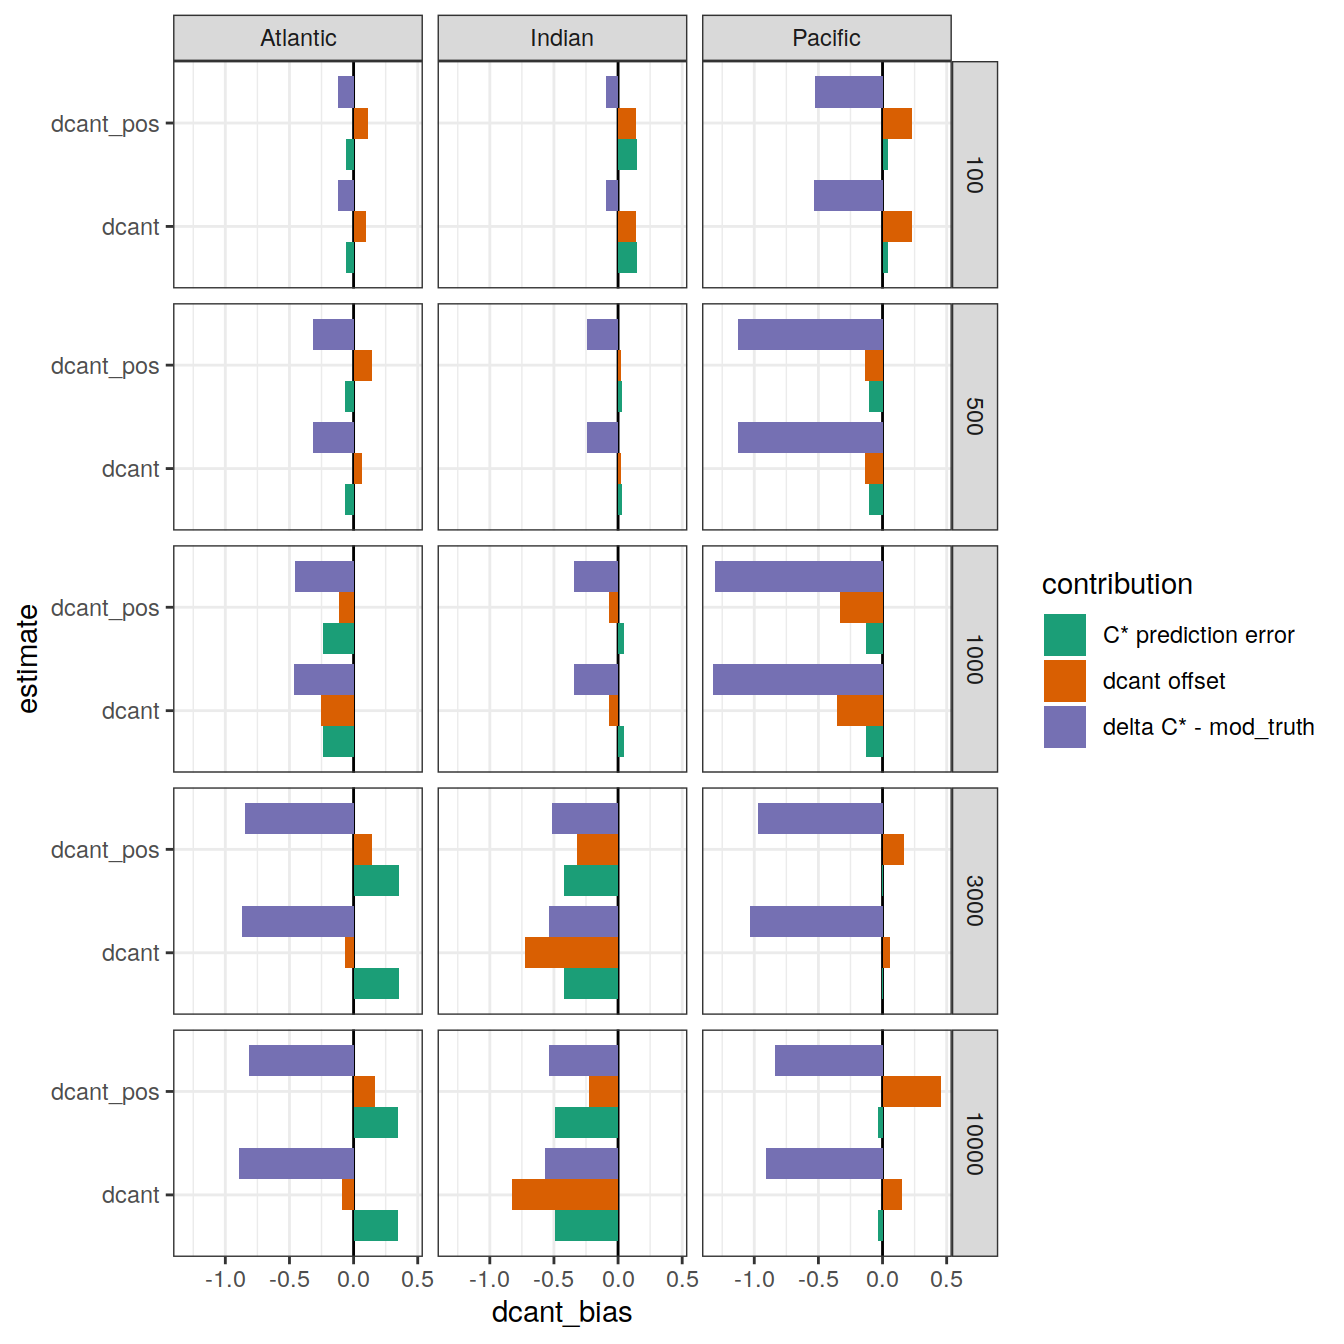 Atlantic
Indian
Pacific
dcant_pos
dcant
100
dcant_pos
dcant
500
dcant_pos
dcant
1000
dcant_pos
dcant
3000
dcant_pos
dcant
10000
-1.0 -0.5 0.0 0.5
-1.0 -0.5 0.0 0.5
-1.0 -0.5 0.0 0.5
dcant_bias
estimate
contribution
C* prediction error
dcant offset
delta C* - mod_truth